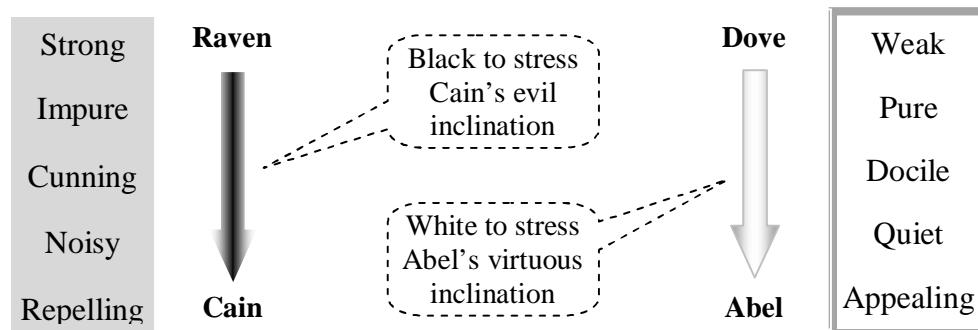 Strong
Impure
Cunning
Noisy
Repelling
Raven
Cain
Black to stress
Cain's evil
inclination
White to stress
Abel's virtuous
inclination
Dove
Abel
Weak
Pure
Docile
Quiet
Appealing